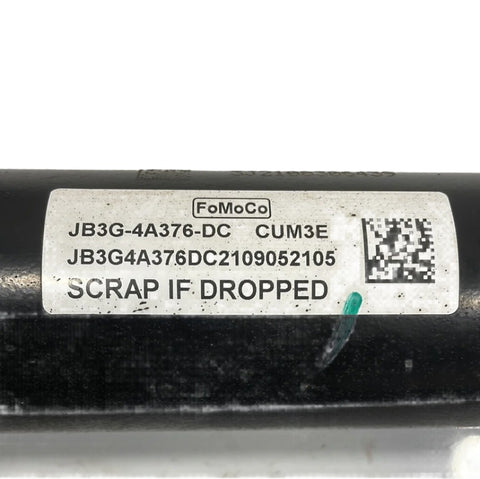 FoMoCo
JB3G-4A376-DC CUM3E
JB3G4A376DC2109052105
SCRAP IF DROPPED